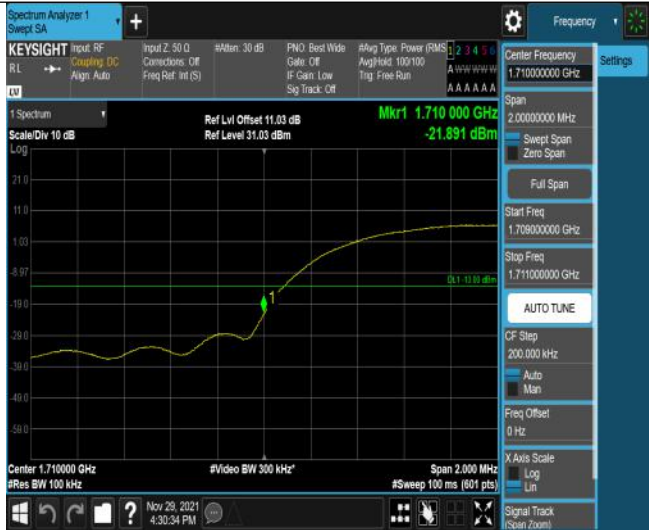 Spectrum Analyzer 1
Swept SA
+
Frequency
KEYSIGHT
RL
LV
Input: RF
Coupling: DC
Align: Auto
Input Z: 50 Ω
Corrections: Off
Freq Ref: Int (S)
#Atten: 30 dB
PNO: Best Wide
Gate: Off
IF Gain: Low
Sig Track: Off
#Avg Type: Power (RMS
Avg|Hold: 100/100
Trig: Free Run
1 2 3 4 5 6
A W W W W W
A A A A A A
1 Spectrum
Scale/Div 10 dB
Log
Ref Lvl Offset 11.03 dB
Ref Level 31.03 dBm
Mkr1 1.710 000 GHz
-21.891 dBm
21.0
11.0
1.03
-8.97
-19.0
-29.0
-39.0
-49.0
-59.0
DL1 -13.00 dBm
1
Center 1.710000 GHz
#Res BW 100 kHz
#Video BW 300 kHz*
Span 2.000 MHz
#Sweep 100 ms (601 pts)
Center Frequency
1.710000000 GHz
Settings
Span
2.00000000 MHz
Swept Span
Zero Span
Full Span
Start Freq
1.709000000 GHz
Stop Freq
1.711000000 GHz
AUTO TUNE
CF Step
200.000 kHz
Auto
Man
Freq Offset
0 Hz
X Axis Scale
Log
Lin
Signal Track
(Span Zoom)
?
Nov 29, 2021
4:30:34 PM